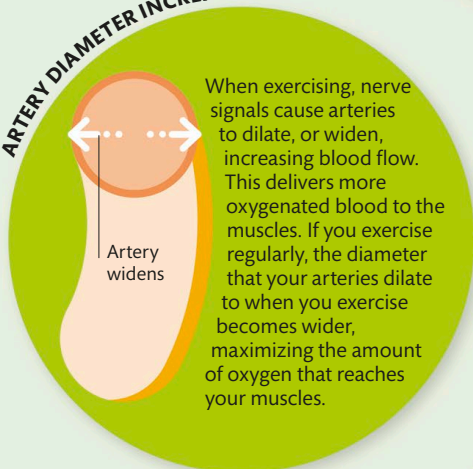 ARTERY DIAMETER
When exercising, nerve
signals cause arteries
to dilate, or widen,
increasing blood flow.
This delivers more
oxygenated blood to the
muscles. If you exercise
regularly, the diameter
that your arteries dilate
to when you exercise
becomes wider,
maximizing the amount
of oxygen that reaches
your muscles.
Artery
widens